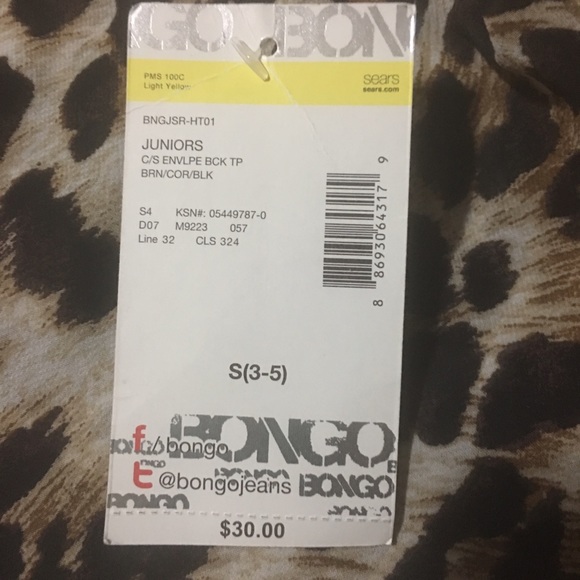 GO BON
PMS 100C
Light Yellow
sears
sears.com
BNGJSR-HT01
JUNIORS
C/S ENVLPE BCK TP
BRN/COR/BLK
S4 KSN#: 05449787-0
D07 M9223 057
Line 32 CLS 324
8 86930 64317 9
S(3-5)
BONGO
f/bongo
BONGO
t @bongojeans BONGO
BONGO
$30.00